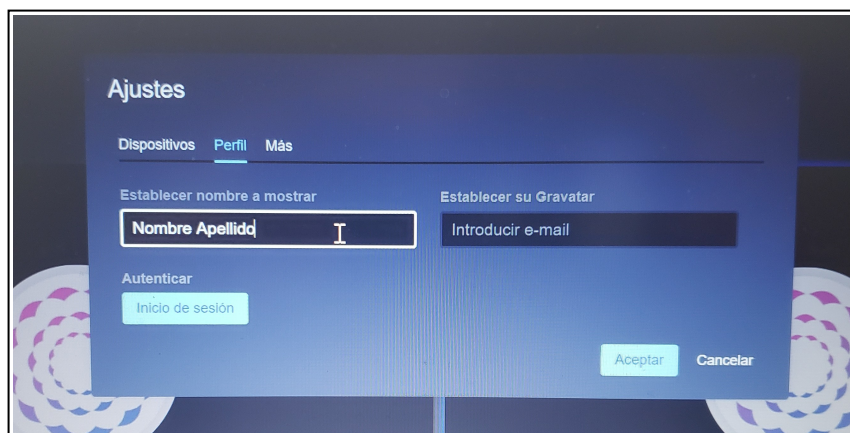 Ajustes
Dispositivos Perfil Más
Establecer nombre a mostrar Establecer su Gravatar
Nombre Apellido Introducir e-mail
Autenticar
Inicio de sesión
Aceptar Cancelar